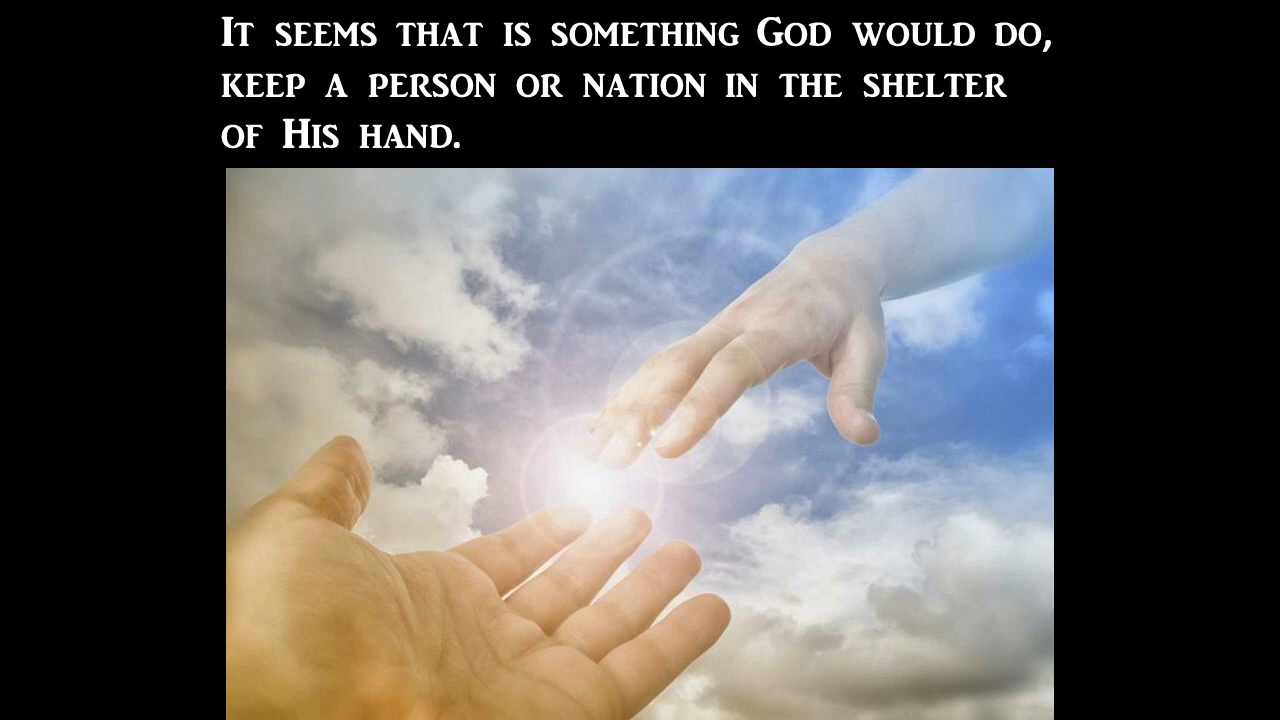 It seems that is something God would do,
keep a person or nation in the shelter
of His hand.